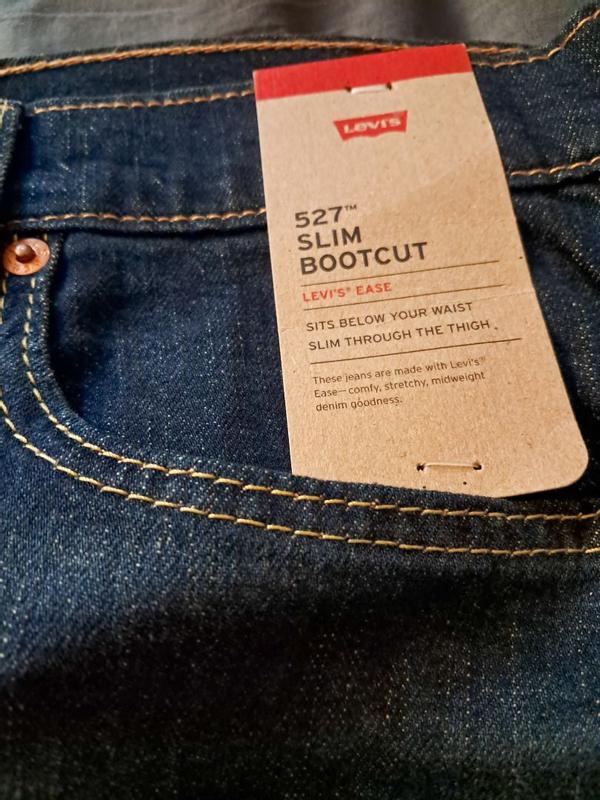 Levi's
527™
SLIM
BOOTCUT
LEVI'S® EASE
SITS BELOW YOUR WAIST
SLIM THROUGH THE THIGH .
These jeans are made with Levi's®
Ease—comfy, stretchy, midweight
denim goodness.